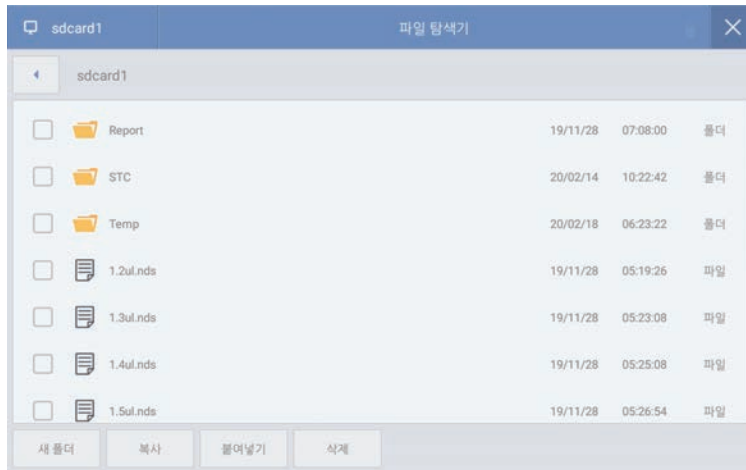 sdcard1 파일 탐색기
sdcard1
Report 19/11/28 07:08:00 폴더
STC 20/02/14 10:22:42 폴더
Temp 20/02/18 06:23:22 폴더
1.2ul.nds 19/11/28 05:19:26 파일
1.3ul.nds 19/11/28 05:23:08 파일
1.4ul.nds 19/11/28 05:25:08 파일
1.5ul.nds 19/11/28 05:26:54 파일
새 폴더 복사 붙여넣기 삭제